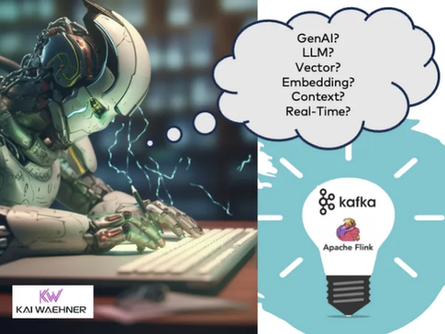 GenAI?
LLM?
Vector?
Embedding?
Context?
Real-Time?
kafka
Apache Flink
KW
KAI WAEHNER